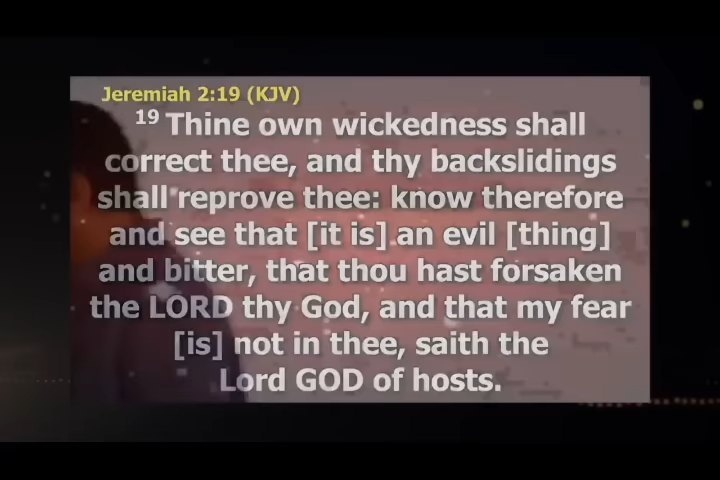 Jeremiah 2:19 (KJV)
19 Thine own wickedness shall
correct thee, and thy backslidings
shall reprove thee: know therefore
and see that [it is] an evil [thing]
and bitter, that thou hast forsaken
the LORD thy God, and that my fear
[is] not in thee, saith the
Lord GOD of hosts.